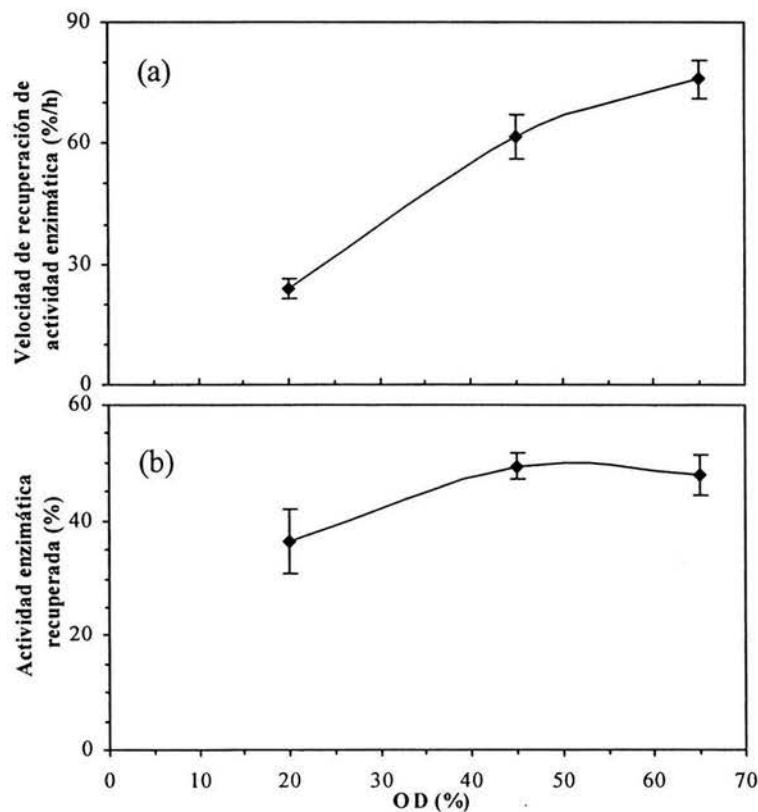 90
(a)
60
30
0
Velocidad de recuperación de
actividad enzimática (%/h)
60
(b)
40
20
0
Actividad enzimática
recuperada (%)
0 10 20 30 40 50 60 70
OD (%)